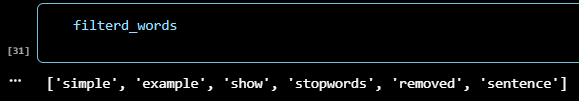 filterd_words
[31]
... ['simple', 'example', 'show', 'stopwords', 'removed', 'sentence']